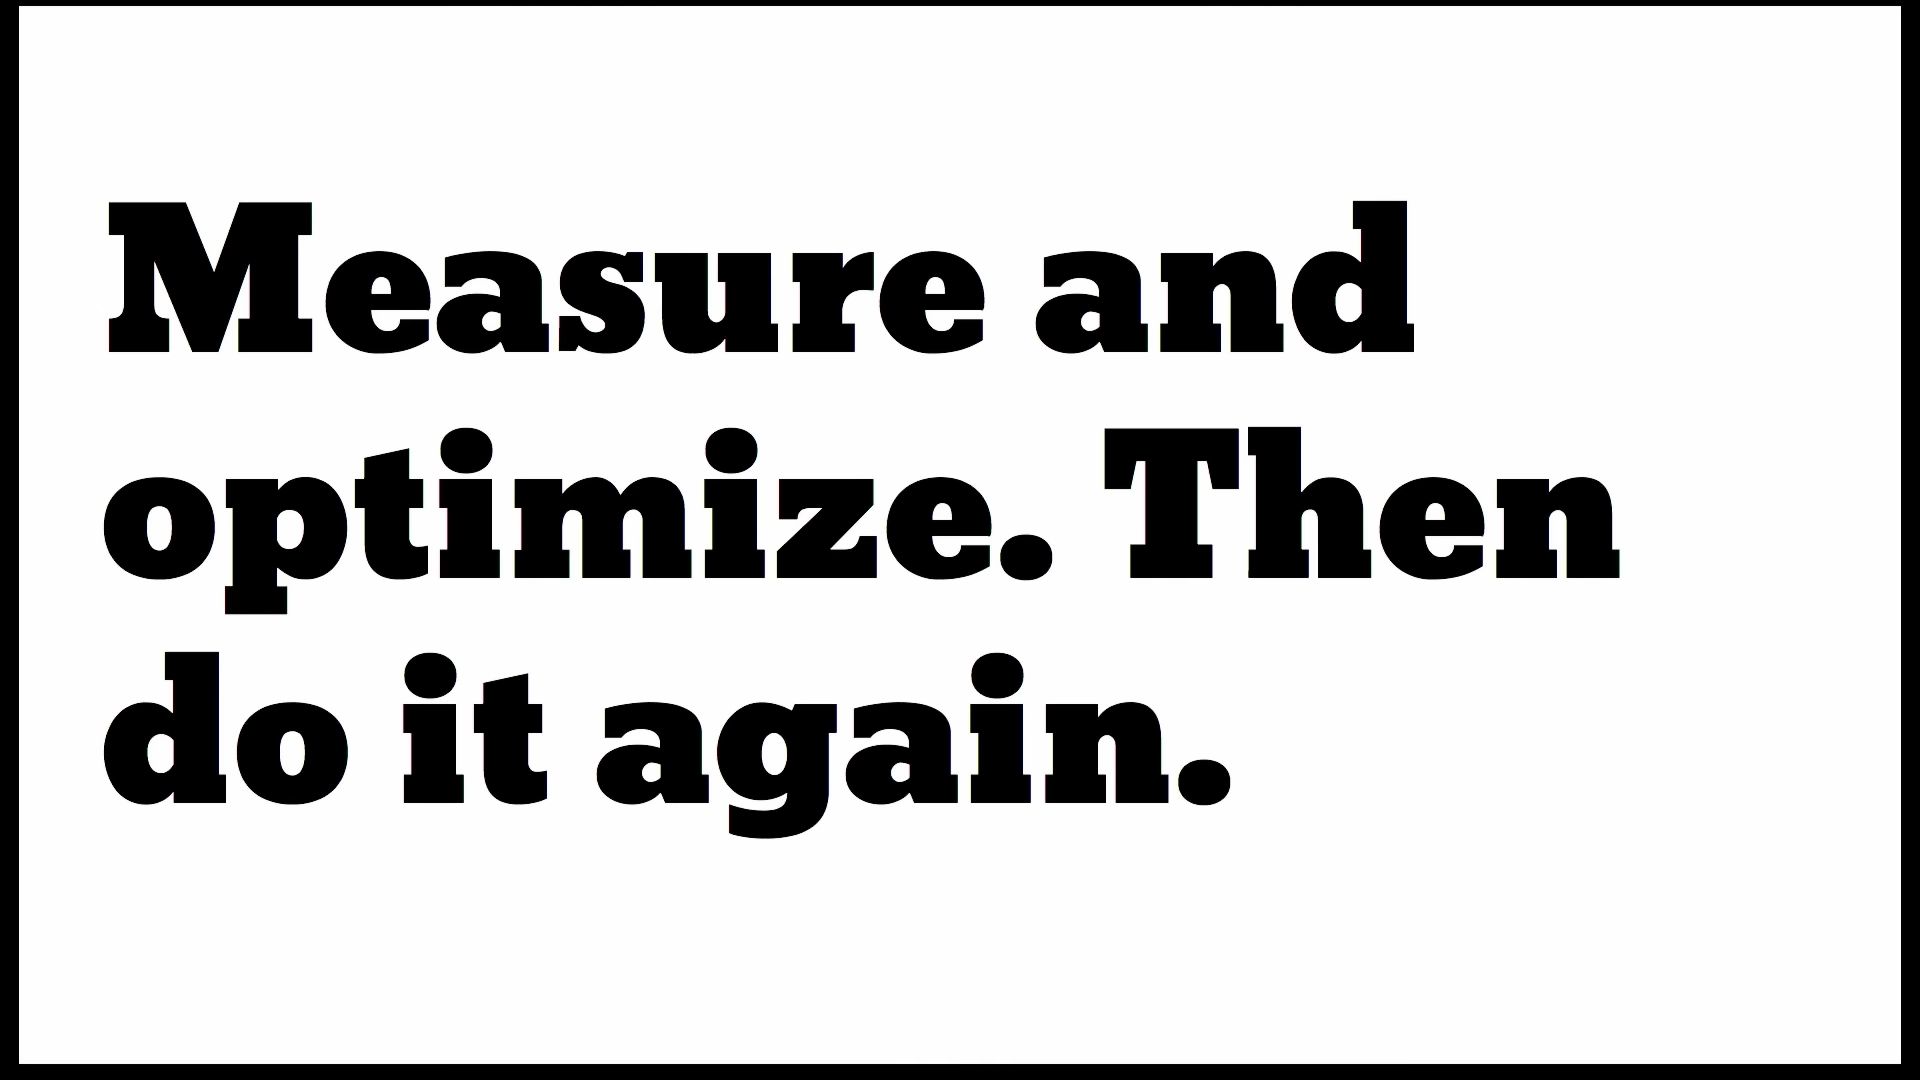 Measure and
optimize. Then
do it again.